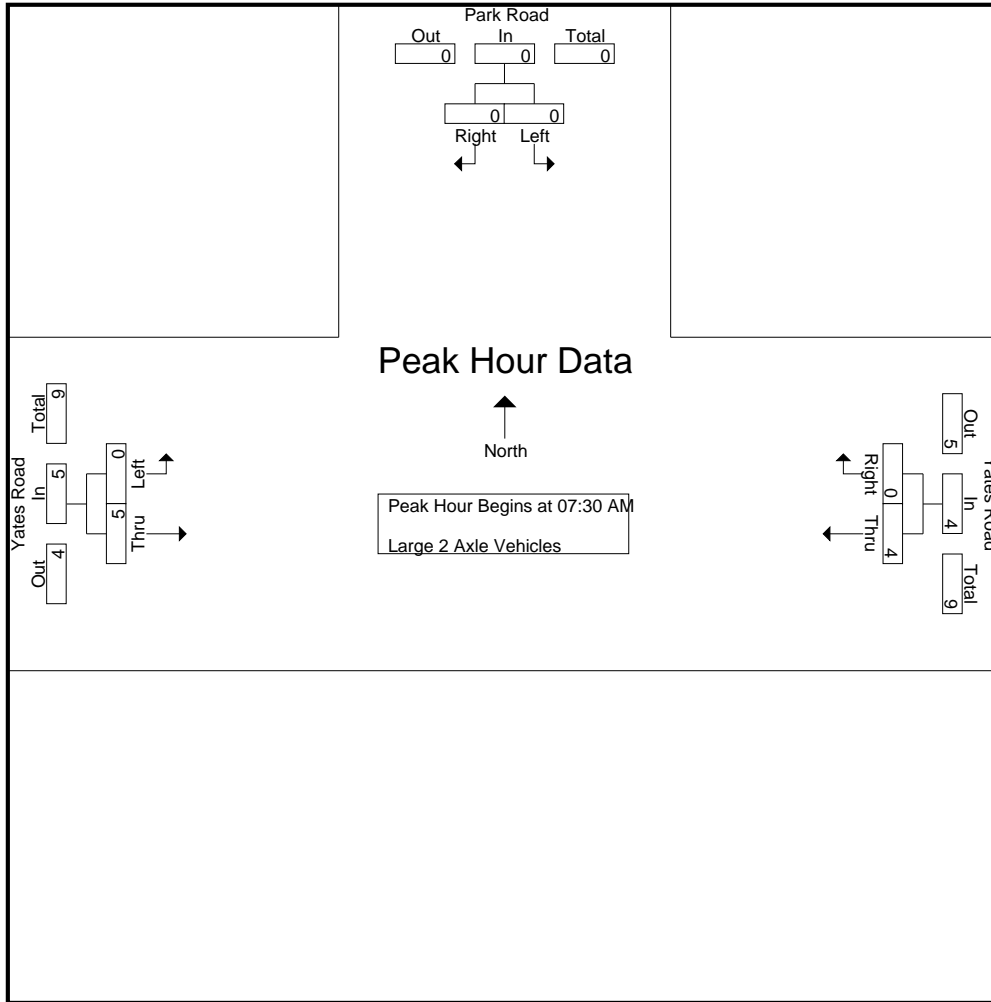 Park Road
Out In Total
0 0 0
0 0
Right Left
Peak Hour Data
North
Peak Hour Begins at 07:30 AM
Large 2 Axle Vehicles
Yates Road
Out In Total
4 5 9
0 5
Left Thru
Yates Road
Out In Total
5 4 9
0 4
Right Thru